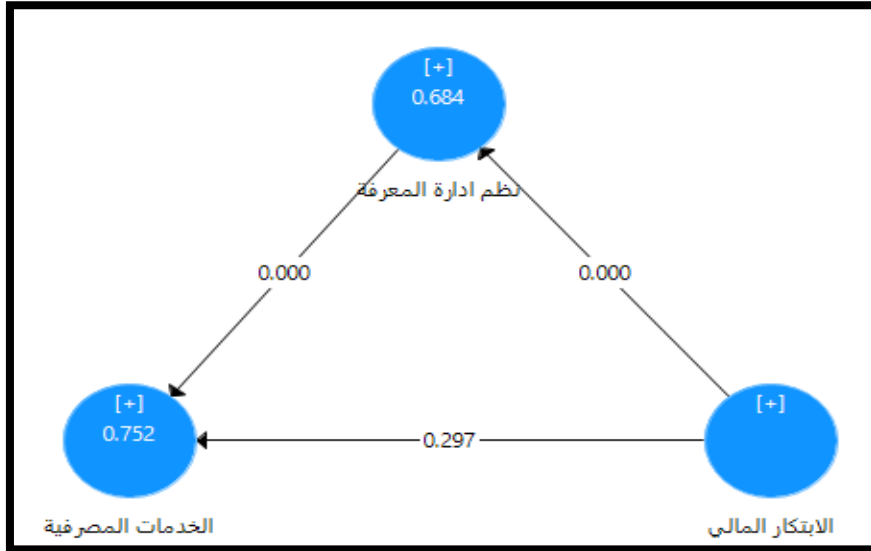 [+]
0.684
نظم ادارة المعرفة
0.000
0.000
[+]
0.752
0.297
[+]
الخدمات المصرفية
الابتكار المالي